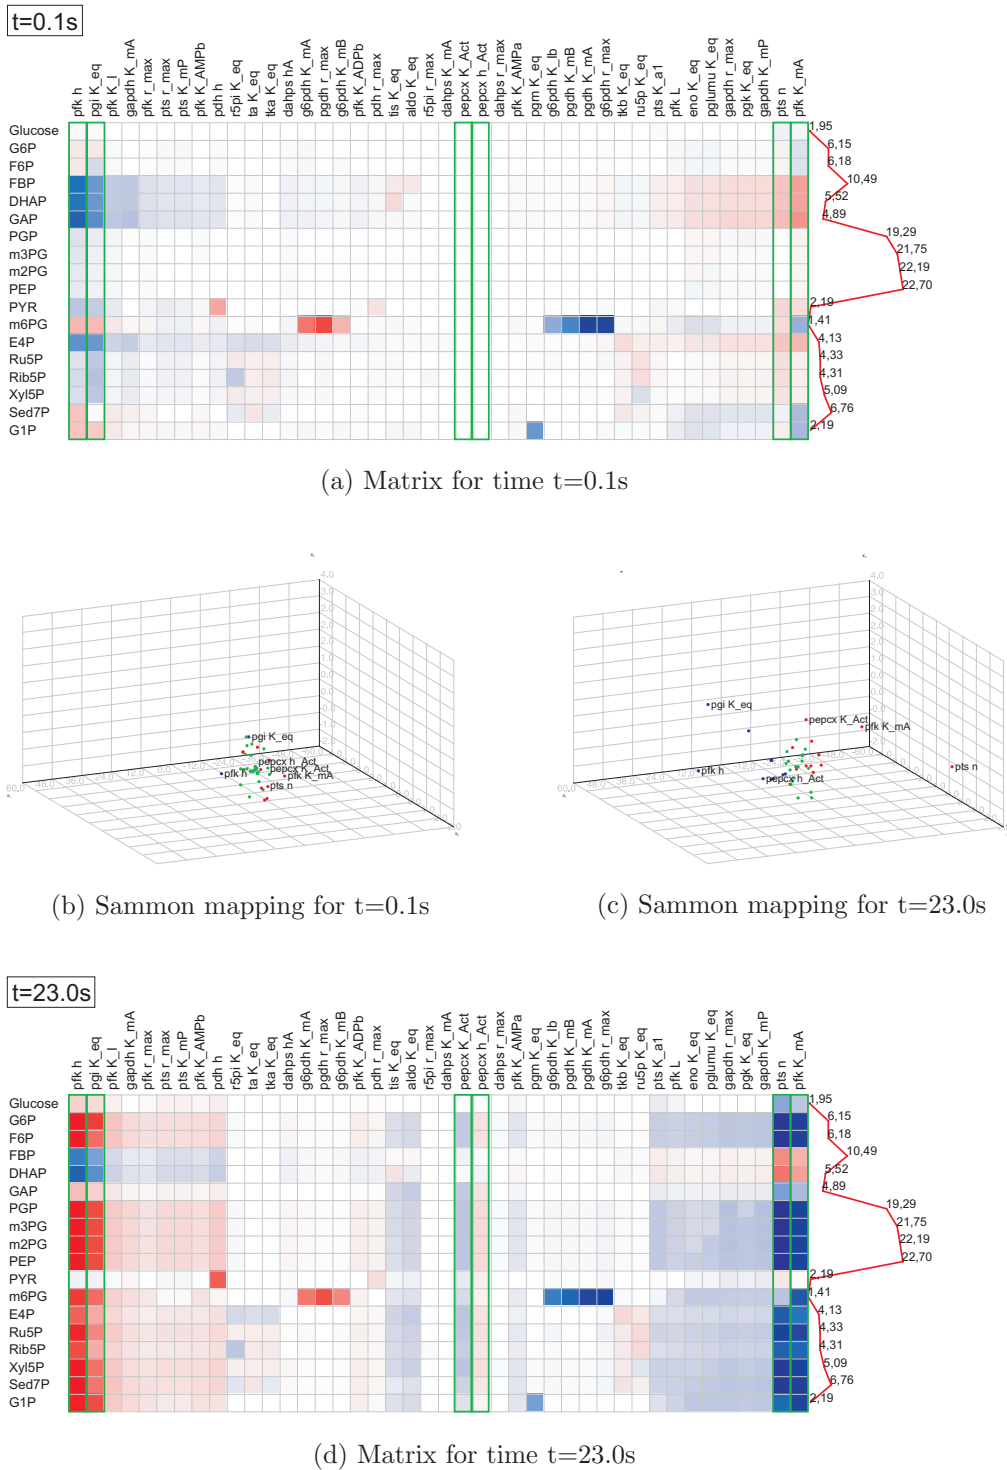 t=0.1s
pfk h
pgi K_eq
pfk K_I
gapdh K_mA
pfk r_max
pts r_max
pts K_mP
pfk K_AMPb
pdh h
r5pi K_eq
ta K_eq
tka K_eq
dahps hA
g6pdh K_mA
pgdh r_max
g6pdh K_mB
pfk K_ADPb
pdh r_max
tis K_eq
aldo K_eq
r5pi r_max
dahps K_mA
pepcx K_Act
pepcx h_Act
dahps r_max
pfk K_AMPa
pgm K_eq
g6pdh K_Ib
pgdh K_mB
pgdh K_mA
g6pdh r_max
tkb K_eq
ru5p K_eq
pts K_a1
pfk L
eno K_eq
pglumu K_eq
gapdh r_max
pgk K_eq
gapdh K_mP
pts n
pfk K_mA
Glucose 1,95
G6P 6,15
F6P 6,18
FBP 10,49
DHAP 5,52
GAP 4,89
PGP 19,29
m3PG 21,75
m2PG 22,19
PEP 22,70
PYR 2,19
m6PG 1,41
E4P 4,13
Ru5P 4,33
Rib5P 4,31
Xyl5P 5,09
Sed7P 6,76
G1P 2,19
(a) Matrix for time t=0.1s
pgi K_eq
pepcx h_Act
pepcx K_Act
pfk h
pfk K_mA
pts n
pgi K_eq
pepcx K_Act
pfk K_mA
pfk h
pepcx h_Act
pts n
(b) Sammon mapping for t=0.1s
(c) Sammon mapping for t=23.0s
t=23.0s
pfk h
pgi K_eq
pfk K_I
gapdh K_mA
pfk r_max
pts r_max
pts K_mP
pfk K_AMPb
pdh h
r5pi K_eq
ta K_eq
tka K_eq
dahps hA
g6pdh K_mA
pgdh r_max
g6pdh K_mB
pfk K_ADPb
pdh r_max
tis K_eq
aldo K_eq
r5pi r_max
dahps K_mA
pepcx K_Act
pepcx h_Act
dahps r_max
pfk K_AMPa
pgm K_eq
g6pdh K_Ib
pgdh K_mB
pgdh K_mA
g6pdh r_max
tkb K_eq
ru5p K_eq
pts K_a1
pfk L
eno K_eq
pglumu K_eq
gapdh r_max
pgk K_eq
gapdh K_mP
pts n
pfk K_mA
Glucose 1,95
G6P 6,15
F6P 6,18
FBP 10,49
DHAP 5,52
GAP 4,89
PGP 19,29
m3PG 21,75
m2PG 22,19
PEP 22,70
PYR 2,19
m6PG 1,41
E4P 4,13
Ru5P 4,33
Rib5P 4,31
Xyl5P 5,09
Sed7P 6,76
G1P 2,19
(d) Matrix for time t=23.0s